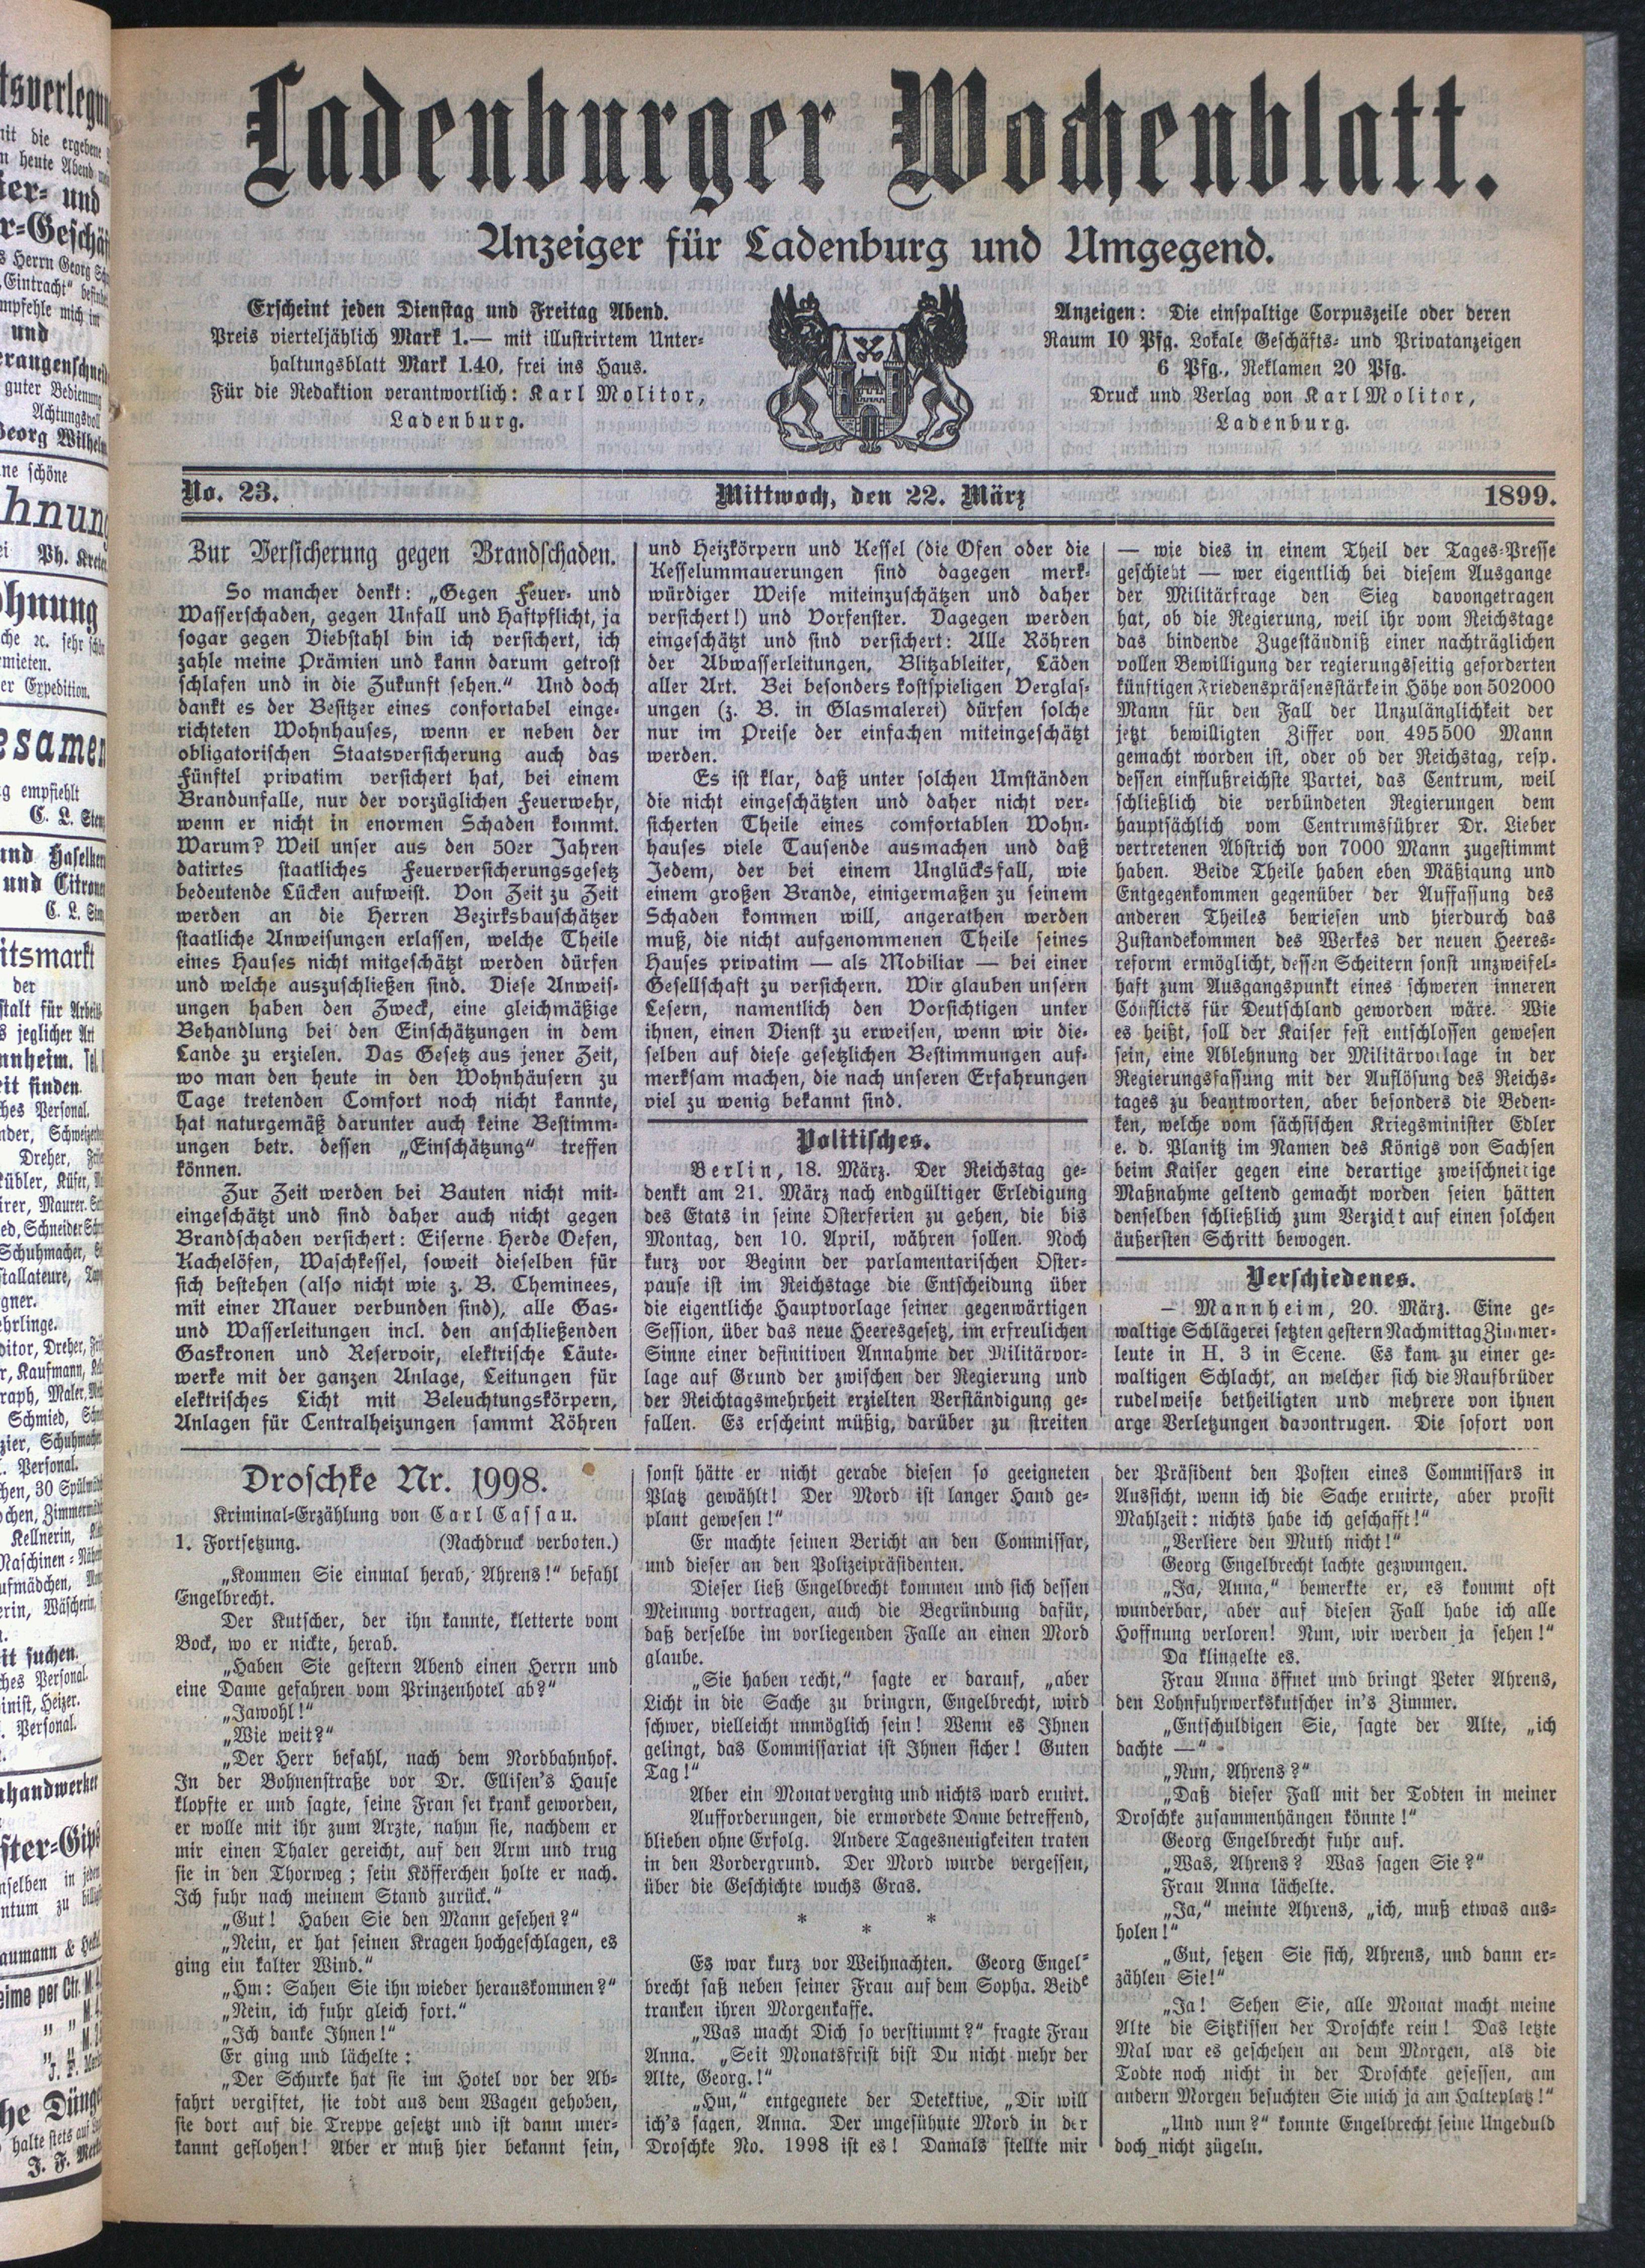 Ladenburger Wochenblatt.
Anzeiger für Ladenburg und Umgegend.
Erscheint jeden Dienstag und Freitag Abend.
Preis vierteljährlich Mark 1.— mit illustrirtem Unter-
haltungsblatt Mark 1.40, frei ins Haus.
Für die Redaktion verantwortlich: Karl Molitor,
Ladenburg.
Anzeigen: Die einspaltige Corpuszeile oder deren
Raum 10 Pfg. Lokale Geschäfts- und Privatanzeigen
6 Pfg., Reklamen 20 Pfg.
Druck und Verlag von Karl Molitor,
Ladenburg.
No. 23. Mittwoch, den 22. März 1899.
Zur Versicherung gegen Brandschaden.
So mancher denkt: „Gegen Feuer- und
Wasserschaden, gegen Unfall und Haftpflicht, ja
sogar gegen Diebstahl bin ich versichert, ich
zahle meine Prämien und kann darum getrost
schlafen und in die Zukunft sehen.“ Und doch
dankt es der Besitzer eines confortabel einge-
richteten Wohnhauses, wenn er neben der
obligatorischen Staatsversicherung auch das
Fünftel privatim versichert hat, bei einem
Brandunfalle, nur der vorzüglichen Feuerwehr,
wenn er nicht in enormen Schaden kommt.
Warum? Weil unser aus den 50er Jahren
datirtes staatliches Feuerversicherungsgesetz
bedeutende Lücken aufweist. Von Zeit zu Zeit
werden an die Herren Bezirksbauschätzer
staatliche Anweisungen erlassen, welche Theile
eines Hauses nicht mitgeschätzt werden dürfen
und welche auszuschließen sind. Diese Anweis-
ungen haben den Zweck, eine gleichmäßige
Behandlung bei den Einschätzungen in dem
Lande zu erzielen. Das Gesetz aus jener Zeit,
wo man den heute in den Wohnhäusern zu
Tage tretenden Comfort noch nicht kannte,
hat naturgemäß darunter auch keine Bestimm-
ungen betr. dessen „Einschätzung“ treffen
können.
Zur Zeit werden bei Bauten nicht mit-
eingeschätzt und sind daher auch nicht gegen
Brandschaden versichert: Eiserne Herde Oefen,
Kachelöfen, Waschkessel, soweit dieselben für
sich bestehen (also nicht wie z. B. Cheminees,
mit einer Mauer verbunden sind), alle Gas-
und Wasserleitungen incl. den anschließenden
Gaskronen und Reservoir, elektrische Läute-
werke mit der ganzen Anlage, Leitungen für
elektrisches Licht mit Beleuchtungskörpern,
Anlagen für Centralheizungen sammt Röhren
und Heizkörpern und Kessel (die Ofen oder die
Kesselummauerungen sind dagegen merk-
würdiger Weise miteinzuschätzen und daher
versichert!) und Vorfenster. Dagegen werden
eingeschätzt und sind versichert: Alle Röhren
der Abwasserleitungen, Blitzableiter, Läden
aller Art. Bei besonders kostspieligen Verglas-
ungen (z. B. in Glasmalerei) dürfen solche
nur im Preise der einfachen miteingeschätzt
werden.
Es ist klar, daß unter solchen Umständen
die nicht eingeschätzten und daher nicht ver-
sicherten Theile eines comfortablen Wohn-
hauses viele Tausende ausmachen und daß
Jedem, der bei einem Unglücksfall, wie
einem großen Brande, einigermaßen zu seinem
Schaden kommen will, angerathen werden
muß, die nicht aufgenommenen Theile seines
Hauses privatim — als Mobiliar — bei einer
Gesellschaft zu versichern. Wir glauben unsern
Lesern, namentlich den Vorsichtigen unter
ihnen, einen Dienst zu erweisen, wenn wir die-
selben auf diese gesetzlichen Bestimmungen auf-
merksam machen, die nach unseren Erfahrungen
viel zu wenig bekannt sind.
Politisches.
Berlin, 18. März. Der Reichstag ge-
denkt am 21. März nach endgültiger Erledigung
des Etats in seine Osterferien zu gehen, die bis
Montag, den 10. April, währen sollen. Noch
kurz vor Beginn der parlamentarischen Oster-
pause ist im Reichstage die Entscheidung über
die eigentliche Hauptvorlage seiner gegenwärtigen
Session, über das neue Heeresgesetz, im erfreulichen
Sinne einer definitiven Annahme der Militärvor-
lage auf Grund der zwischen der Regierung und
der Reichtagsmehrheit erzielten Verständigung ge-
fallen. Es erscheint müßig, darüber zu streiten
— wie dies in einem Theil der Tages-Presse
geschieht — wer eigentlich bei diesem Ausgange
der Militärfrage den Sieg davongetragen
hat, ob die Regierung, weil ihr vom Reichstage
das bindende Zugeständniß einer nachträglichen
vollen Bewilligung der regierungsseitig geforderten
künftigen Friedenspräsensstärke in Höhe von 502000
Mann für den Fall der Unzulänglichkeit der
jetzt bewilligten Ziffer von 495500 Mann
gemacht worden ist, oder ob der Reichstag, resp.
dessen einflußreichste Partei, das Centrum, weil
schließlich die verbündeten Regierungen dem
hauptsächlich vom Centrumsführer Dr. Lieber
vertretenen Abstrich von 7000 Mann zugestimmt
haben. Beide Theile haben eben Mäßigung und
Entgegenkommen gegenüber der Auffassung des
anderen Theiles bewiesen und hierdurch das
Zustandekommen des Werkes der neuen Heeres-
reform ermöglicht, dessen Scheitern sonst unzweifel-
haft zum Ausgangspunkt eines schweren inneren
Conflicts für Deutschland geworden wäre. Wie
es heißt, soll der Kaiser fest entschlossen gewesen
sein, eine Ablehnung der Militärvorlage in der
Regierungsfassung mit der Auflösung des Reichs-
tages zu beantworten, aber besonders die Beden-
ken, welche vom sächsischen Kriegsminister Edler
e. d. Planitz im Namen des Königs von Sachsen
beim Kaiser gegen eine derartige zweischneidige
Maßnahme geltend gemacht worden seien hätten
denselben schließlich zum Verzicht auf einen solchen
äußersten Schritt bewogen.
Verschiedenes.
— Mannheim, 20. März. Eine ge-
waltige Schlägerei setzten gestern Nachmittag Zimmer-
leute in H. 3 in Scene. Es kam zu einer ge-
waltigen Schlacht, an welcher sich die Raufbrüder
rudelweise betheiligten und mehrere von ihnen
arge Verletzungen davontrugen. Die sofort von
Droschke Nr. 1998.
Kriminal-Erzählung von Carl Cassau.
1. Fortsetzung. (Nachdruck verboten.)
„Kommen Sie einmal herab, Ahrens!“ befahl
Engelbrecht.
Der Kutscher, der ihn kannte, kletterte vom
Bock, wo er nickte, herab.
„Haben Sie gestern Abend einen Herrn und
eine Dame gefahren vom Prinzenhotel ab?“
„Jawohl!“
„Wie weit?“
„Der Herr befahl, nach dem Nordbahnhof.
In der Bohnenstraße vor Dr. Ellisen's Hause
klopfte er und sagte, seine Frau sei krank geworden,
er wolle mit ihr zum Arzte, nahm sie, nachdem er
mir einen Thaler gereicht, auf den Arm und trug
sie in den Thorweg; sein Köfferchen holte er nach.
Ich fuhr nach meinem Stand zurück.“
„Gut! Haben Sie den Mann gesehen?“
„Nein, er hat seinen Kragen hochgeschlagen, es
ging ein kalter Wind.“
„Hm: Sahen Sie ihn wieder herauskommen?“
„Nein, ich fuhr gleich fort.“
„Ich danke Ihnen!“
Er ging und lächelte:
„Der Schurke hat sie im Hotel vor der Ab-
fahrt vergiftet, sie todt aus dem Wagen gehoben,
sie dort auf die Treppe gesetzt und ist dann uner-
kannt geflohen! Aber er muß hier bekannt sein,
sonst hätte er nicht gerade diesen so geeigneten
Platz gewählt! Der Mord ist langer Hand ge-
plant gewesen!“
Er machte seinen Bericht an den Commissar,
und dieser an den Polizeipräsidenten.
Dieser ließ Engelbrecht kommen und sich dessen
Meinung vortragen, auch die Begründung dafür,
daß derselbe im vorliegenden Falle an einen Mord
glaube.
„Sie haben recht,“ sagte er darauf, „aber
Licht in die Sache zu bringrn, Engelbrecht, wird
schwer, vielleicht unmöglich sein! Wenn es Ihnen
gelingt, das Commissariat ist Ihnen sicher! Guten
Tag!“
Aber ein Monat verging und nichts ward eruirt.
Aufforderungen, die ermordete Dame betreffend,
blieben ohne Erfolg. Andere Tagesneuigkeiten traten
in den Vordergrund. Der Mord wurde vergessen,
über die Geschichte wuchs Gras.
* * *
Es war kurz vor Weihnachten. Georg Engel-
brecht saß neben seiner Frau auf dem Sopha. Beide
tranken ihren Morgenkaffe.
„Was macht Dich so verstimmt?“ fragte Frau
Anna. „Seit Monatsfrist bist Du nicht mehr der
Alte, Georg.!“
„Hm,“ entgegnete der Detektive, „Dir will
ich's sagen, Anna. Der ungesühnte Mord in der
Droschke No. 1998 ist es! Damals stellte mir
der Präsident den Posten eines Commissars in
Aussicht, wenn ich die Sache eruirte, aber prosit
Mahlzeit: nichts habe ich geschafft!“
„Verliere den Muth nicht!“
Georg Engelbrecht lachte gezwungen.
„Ja, Anna,“ bemerkte er, es kommt oft
wunderbar, aber auf diesen Fall habe ich alle
Hoffnung verloren! Nun, wir werden ja sehen!“
Da klingelte es.
Frau Anna öffnet und bringt Peter Ahrens,
den Lohnfuhrwerkskutscher in's Zimmer.
„Entschuldigen Sie, sagte der Alte, „ich
dachte —“
„Nun, Ahrens?“
„Daß dieser Fall mit der Todten in meiner
Droschke zusammenhängen könnte!“
Georg Engelbrecht fuhr auf.
„Was, Ahrens? Was sagen Sie?“
Frau Anna lächelte.
„Ja,“ meinte Ahrens, „ich, muß etwas aus-
holen!“
„Gut, setzen Sie sich, Ahrens, und dann er-
zählen Sie!“
„Ja! Sehen Sie, alle Monat macht meine
Alte die Sitzkissen der Droschke rein! Das letzte
Mal war es geschehen an dem Morgen, als die
Todte noch nicht in der Droschke gesessen, am
andern Morgen besuchten Sie mich ja am Halteplatz!“
„Und nun?“ konnte Engelbrecht seine Ungeduld
doch nicht zügeln.